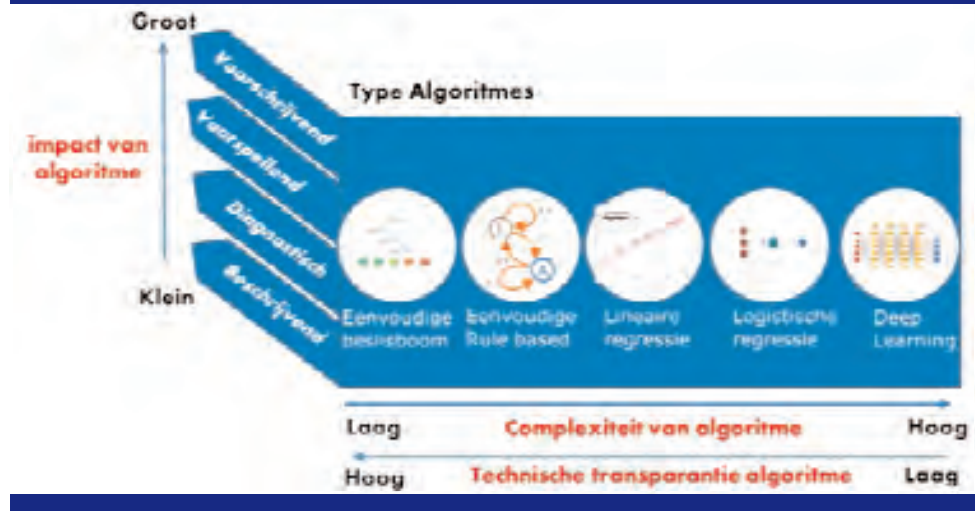 Groot
Voorschrijvend
Type Algoritmes
impact van
algoritme
Voorspellend
Diagnostisch
Klein
Beschrijvend
Eenvoudige
beslisboom
Eenvoudige
Rule based
Lineaire
regressie
Logistische
regressie
Deep
Learning
Laag
Complexiteit van algoritme
Hoog
Hoog
Technische transparantie algoritme
Laag